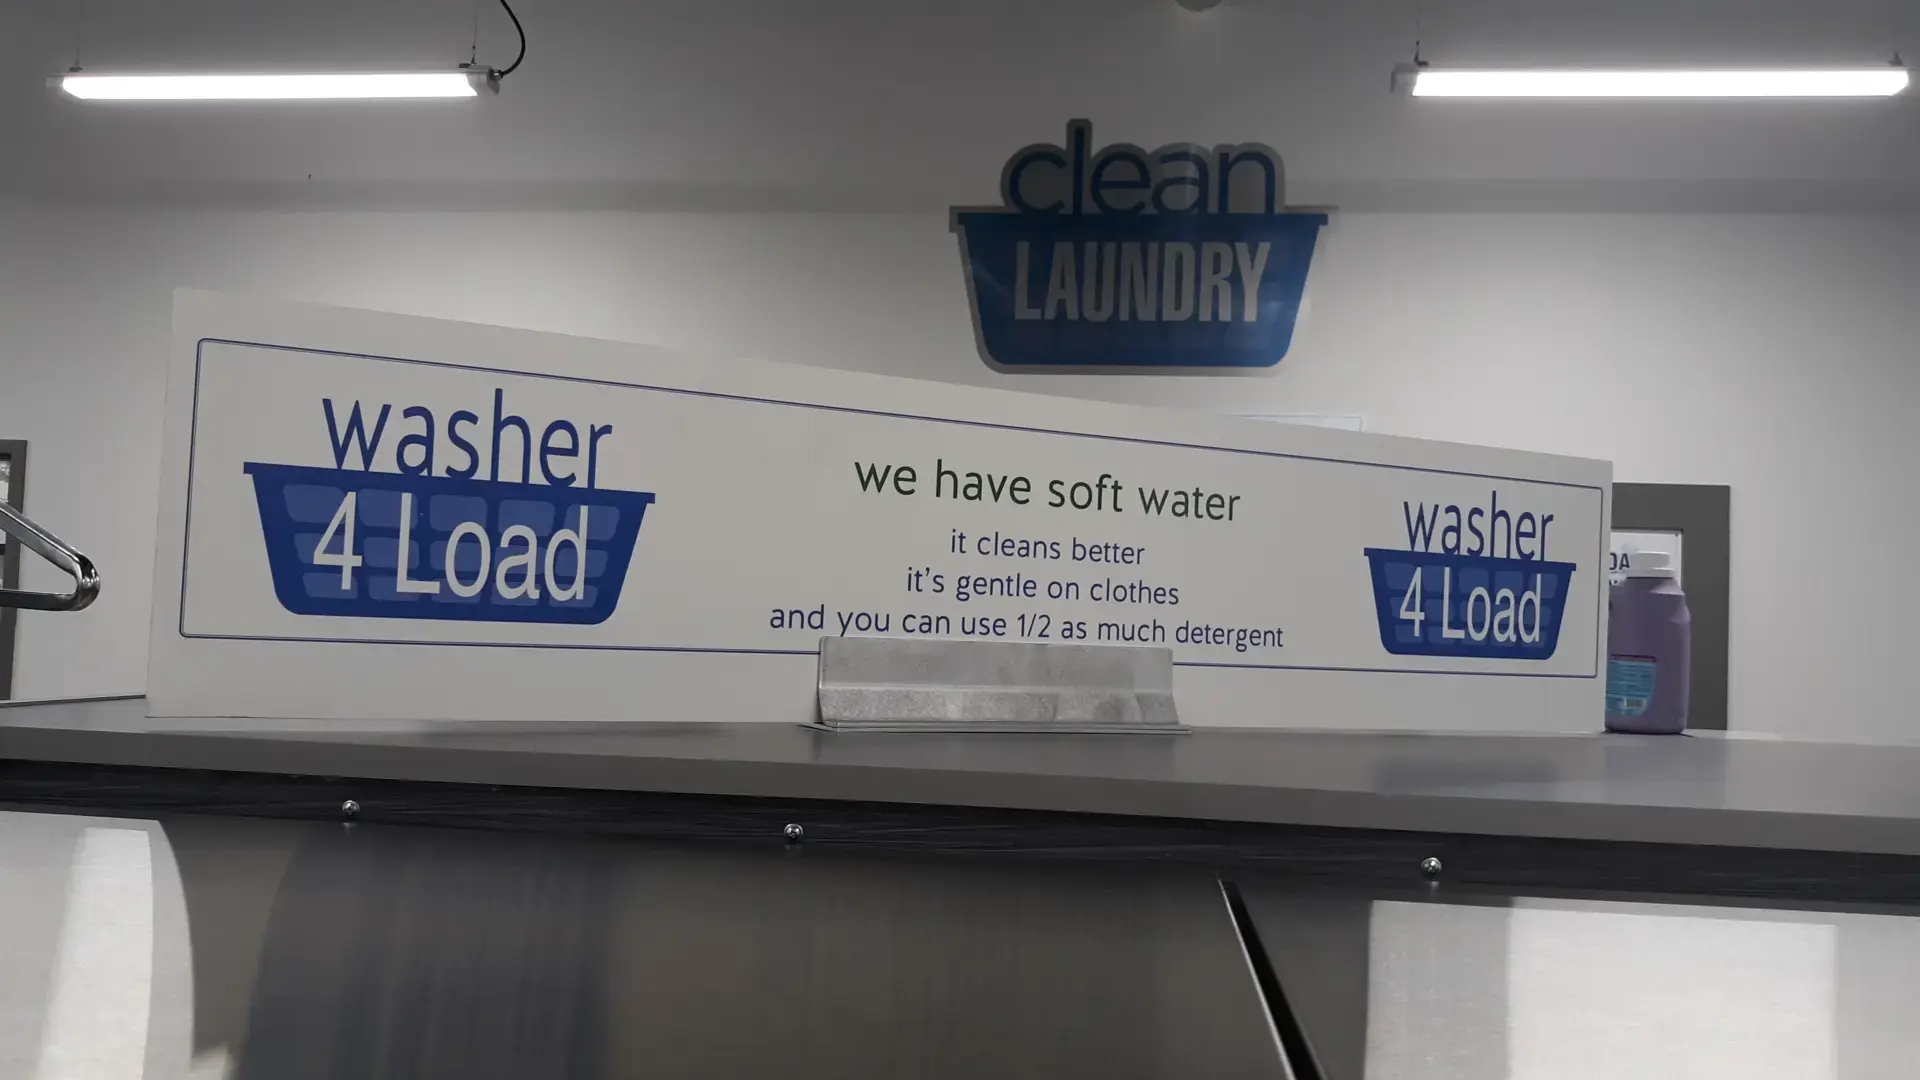 clean
LAUNDRY
washer
4 Load
we have soft water
it cleans better
it's gentle on clothes
and you can use 1/2 as much detergent
washer
4 Load